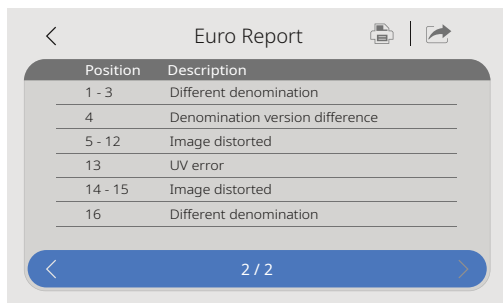 Euro Report
Position Description
1 - 3 Different denomination
4 Denomination version difference
5 - 12 Image distorted
13 UV error
14 - 15 Image distorted
16 Different denomination
2 / 2